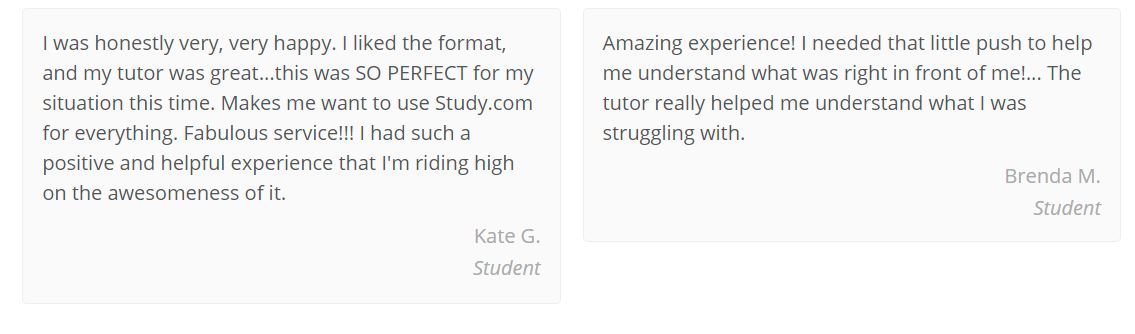 I was honestly very, very happy. I liked the format,
and my tutor was great...this was SO PERFECT for my
situation this time. Makes me want to use Study.com
for everything. Fabulous service!!! I had such a
positive and helpful experience that I'm riding high
on the awesomeness of it.
Kate G.
Student
Amazing experience! I needed that little push to help
me understand what was right in front of me!... The
tutor really helped me understand what I was
struggling with.
Brenda M.
Student